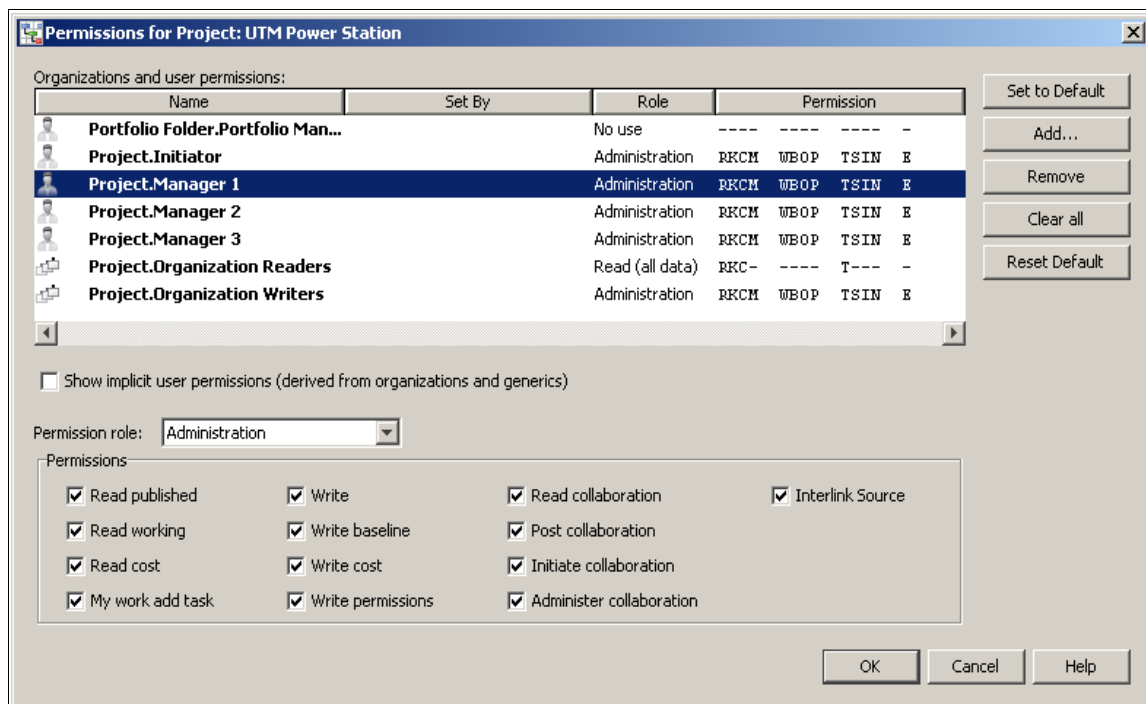 Permissions for Project: UTM Power Station
Organizations and user permissions:
Name Set By Role Permission
Portfolio Folder.Portfolio Man... No use ---- ---- ---- -
Project.Initiator Administration RKCM WBOP TSIN E
Project.Manager 1 Administration RKCM WBOP TSIN E
Project.Manager 2 Administration RKCM WBOP TSIN E
Project.Manager 3 Administration RKCM WBOP TSIN E
Project.Organization Readers Read (all data) RKC- ---- T--- -
Project.Organization Writers Administration RKCM WBOP TSIN E
Set to Default
Add...
Remove
Clear all
Reset Default
Show implicit user permissions (derived from organizations and generics)
Permission role: Administration
Permissions
Read published Write Read collaboration Interlink Source
Read working Write baseline Post collaboration
Read cost Write cost Initiate collaboration
My work add task Write permissions Administer collaboration
OK Cancel Help